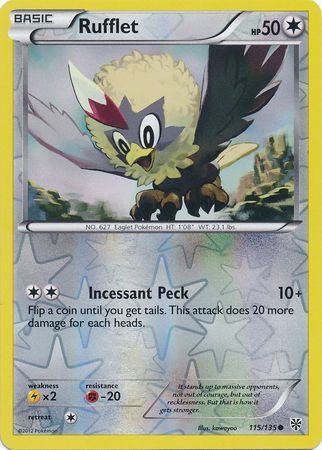 BASIC
Rufflet
HP 50
NO. 627 Eaglet Pokémon HT: 1'08" WT: 23.1 lbs.
Incessant Peck 10+
Flip a coin until you get tails. This attack does 20 more
damage for each heads.
weakness
×2
resistance
-20
retreat
It stands up to massive opponents,
not out of courage, but out of
recklessness. But that is how it
gets stronger.
©2012 Pokémon
Illus. kawayoo
115/135